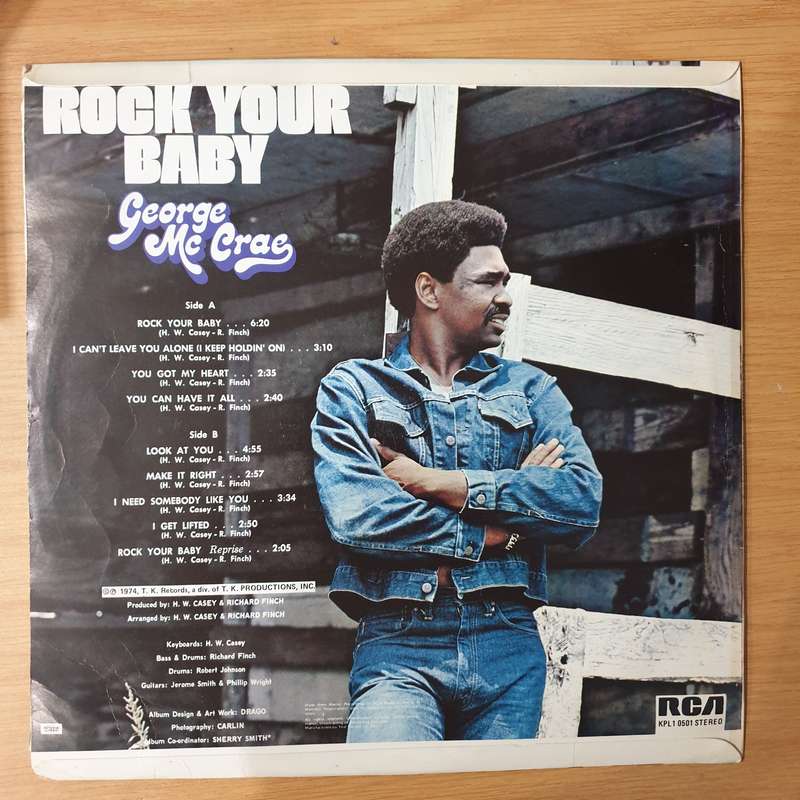 ROCK YOUR
BABY
George
Mc Crae
Side A
ROCK YOUR BABY . . . 6:20
(H. W. Casey - R. Finch)
I CAN'T LEAVE YOU ALONE (I KEEP HOLDIN' ON) . . . 3:10
(H. W. Casey - R. Finch)
YOU GOT MY HEART . . . 2:35
(H. W. Casey - R. Finch)
YOU CAN HAVE IT ALL . . . 2:40
(H. W. Casey - R. Finch)
Side B
LOOK AT YOU . . . 4:55
(H. W. Casey - R. Finch)
MAKE IT RIGHT . . . 2:57
(H. W. Casey - R. Finch)
I NEED SOMEBODY LIKE YOU . . . 3:34
(H. W. Casey - R. Finch)
I GET LIFTED . . . 2:50
(H. W. Casey - R. Finch)
ROCK YOUR BABY Reprise . . . 2:05
(H. W. Casey - R. Finch)
©℗ 1974, T. K. Records, a div. of T. K. PRODUCTIONS, INC.
Produced by: H. W. CASEY & RICHARD FINCH
Arranged by: H. W. CASEY & RICHARD FINCH
Keyboards: H. W. Casey
Bass & Drums: Richard Finch
Drums: Robert Johnson
Guitars: Jerome Smith & Phillip Wright
Album Design & Art Work: DRAGO
Photography: CARLIN
Album Co-ordinator: SHERRY SMITH*
RCA
KPL1 0501 STEREO